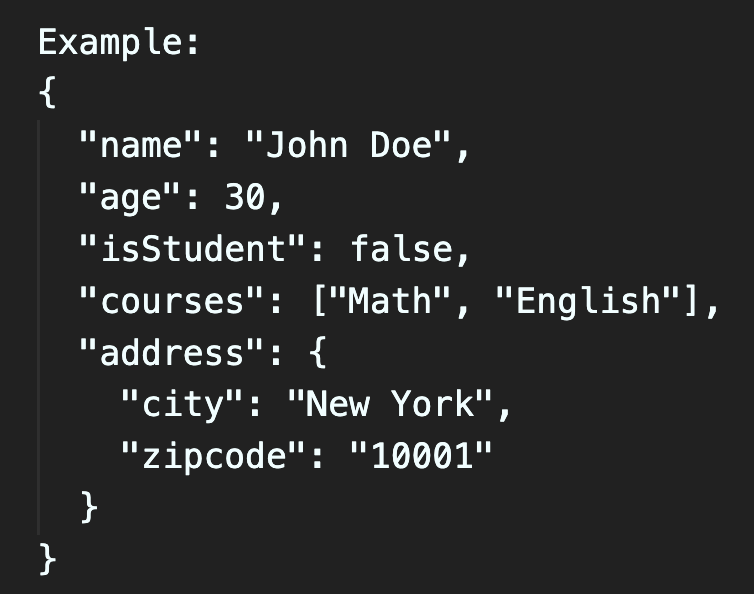 Example:
{
  "name": "John Doe",
  "age": 30,
  "isStudent": false,
  "courses": ["Math", "English"],
  "address": {
    "city": "New York",
    "zipcode": "10001"
  }
}